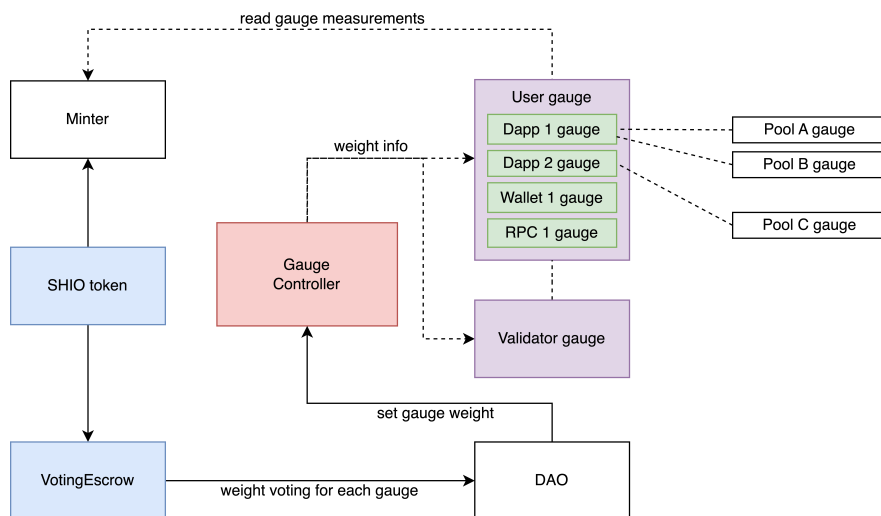 read gauge measurements
Minter
User gauge
Dapp 1 gauge
Dapp 2 gauge
Wallet 1 gauge
RPC 1 gauge
Pool A gauge
Pool B gauge
Pool C gauge
weight info
Gauge
Controller
SHIO token
Validator gauge
set gauge weight
VotingEscrow
weight voting for each gauge
DAO